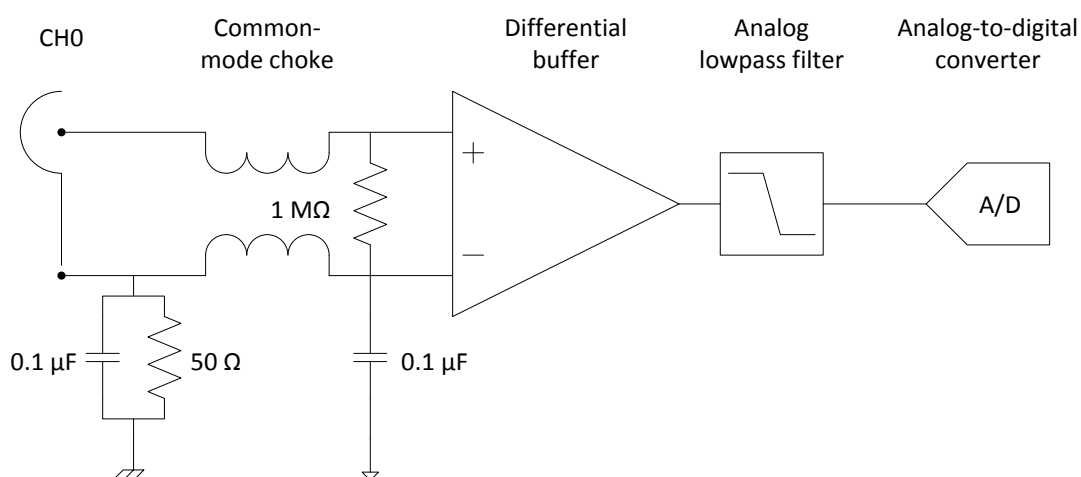 CH0
Common-
mode choke
Differential
buffer
Analog
lowpass filter
Analog-to-digital
converter
+
1 MΩ
A/D
−
0.1 µF
50 Ω
0.1 µF